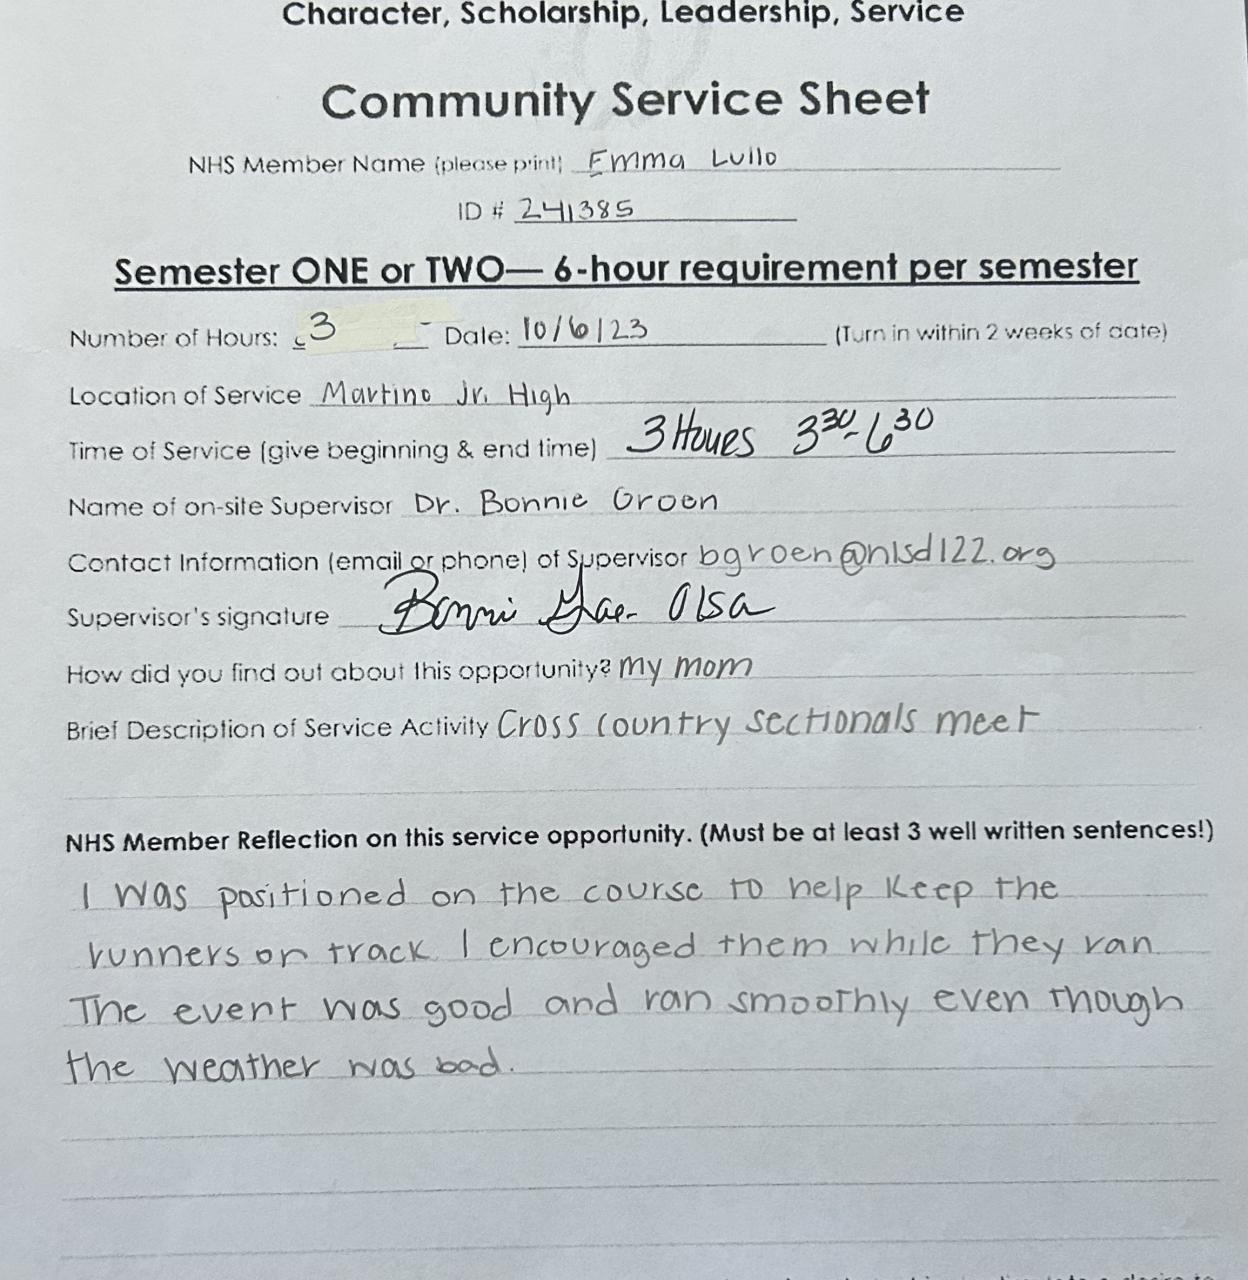 Character, Scholarship, Leadership, Service
Community Service Sheet
NHS Member Name (please print) Emma Lullo
ID # 241385
Semester ONE or TWO— 6-hour requirement per semester
Number of Hours: 3 Date: 10/6/23 (Turn in within 2 weeks of date)
Location of Service Martino Jr. High
Time of Service (give beginning & end time) 3 Hours 330-630
Name of on-site Supervisor Dr. Bonnie Groen
Contact Information (email or phone) of Supervisor bgroen@nlsd122.org
Supervisor's signature
How did you find out about this opportunity? My mom
Brief Description of Service Activity Cross country sectionals meet
NHS Member Reflection on this service opportunity. (Must be at least 3 well written sentences!)
I was positioned on the course to help keep the
runners on track. I encouraged them while they ran.
The event was good and ran smoothly even though
the weather was bad.